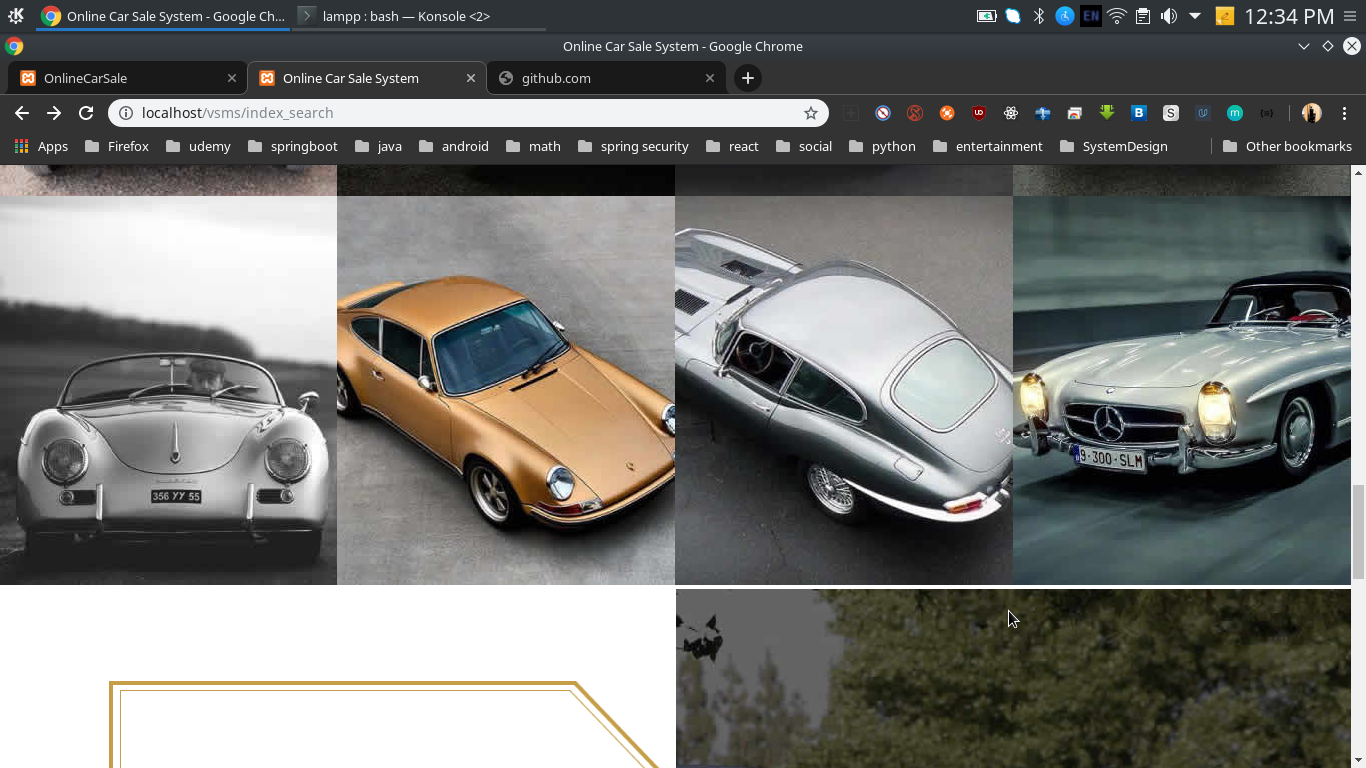 Online Car Sale System - Google Ch...
lampp : bash — Konsole <2>
EN
12:34 PM
Online Car Sale System - Google Chrome
OnlineCarSale
Online Car Sale System
github.com
localhost/vsms/index_search
Apps
Firefox
udemy
springboot
java
android
math
spring security
react
social
python
entertainment
SystemDesign
Other bookmarks
356 YY 55
9-300-SLM